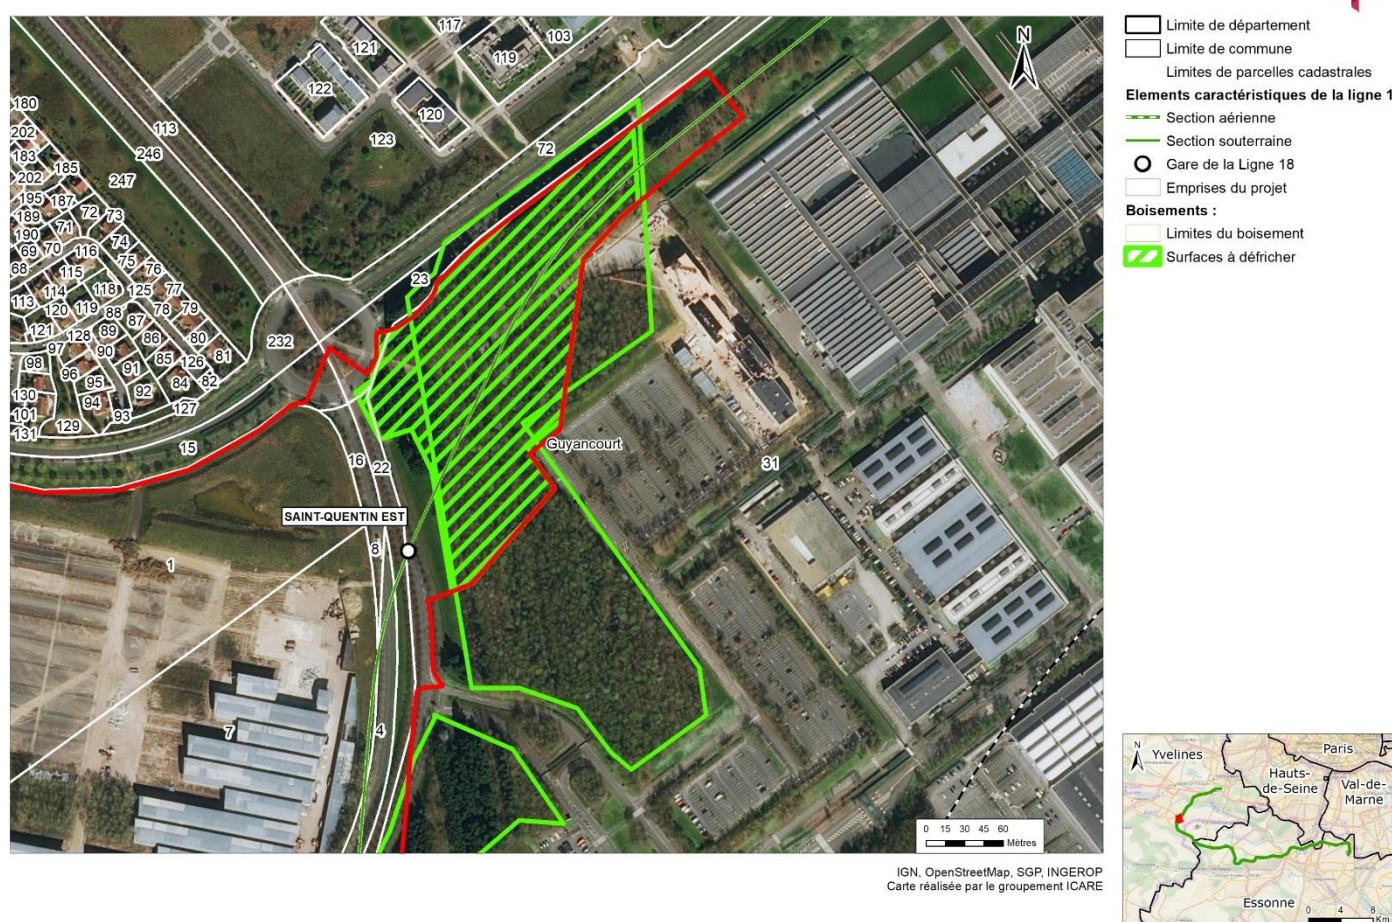 Limite de département
Limite de commune
Limites de parcelles cadastrales
Elements caractéristiques de la ligne 1
Section aérienne
Section souterraine
Gare de la Ligne 18
Emprises du projet
Boisements :
Limites du boisement
Surfaces à défricher
N
117
103
121
119
122
120
123
72
180
202
183
202
195
189
190
69
68
113
246
247
185
187
72
73
71
70
74
75
116
76
115
118
125
77
114
113
120
119
88
78
79
87
121
128
89
86
80
97
98
90
85
126
81
96
91
84
82
95
92
130
94
93
127
101
129
131
15
232
23
16
22
Guyancourt
31
SAINT-QUENTIN EST
8
1
7
4
0 15 30 45 60
Mètres
IGN, OpenStreetMap, SGP, INGEROP
Carte réalisée par le groupement ICARE
N
Yvelines
Paris
Hauts-
de-Seine
Val-de-
Marne
Essonne
0 4 8
Km